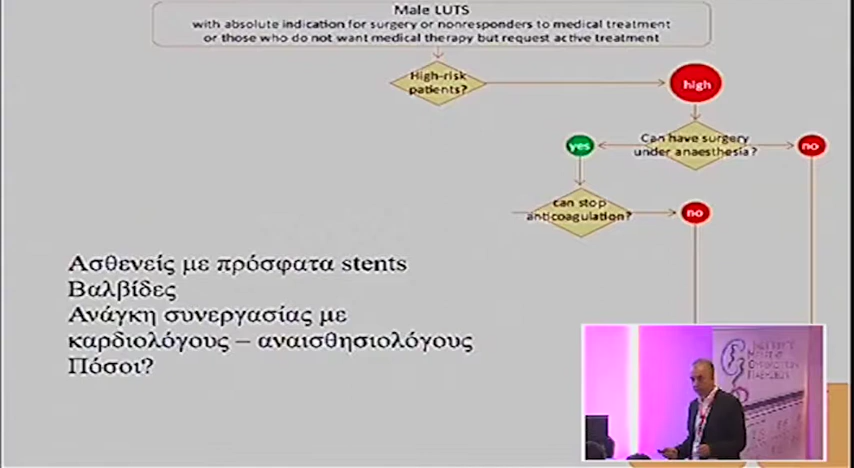 Male LUTS
with absolute indication for surgery or nonresponders to medical treatment
or those who do not want medical therapy but request active treatment
High-risk
patients?
high
Can have surgery
under anaesthesia?
yes
no
can stop
anticoagulation?
no
Ασθενείς με πρόσφατα stents
Βαλβίδες
Ανάγκη συνεργασίας με
καρδιολόγους – αναισθησιολόγους
Πόσοι?